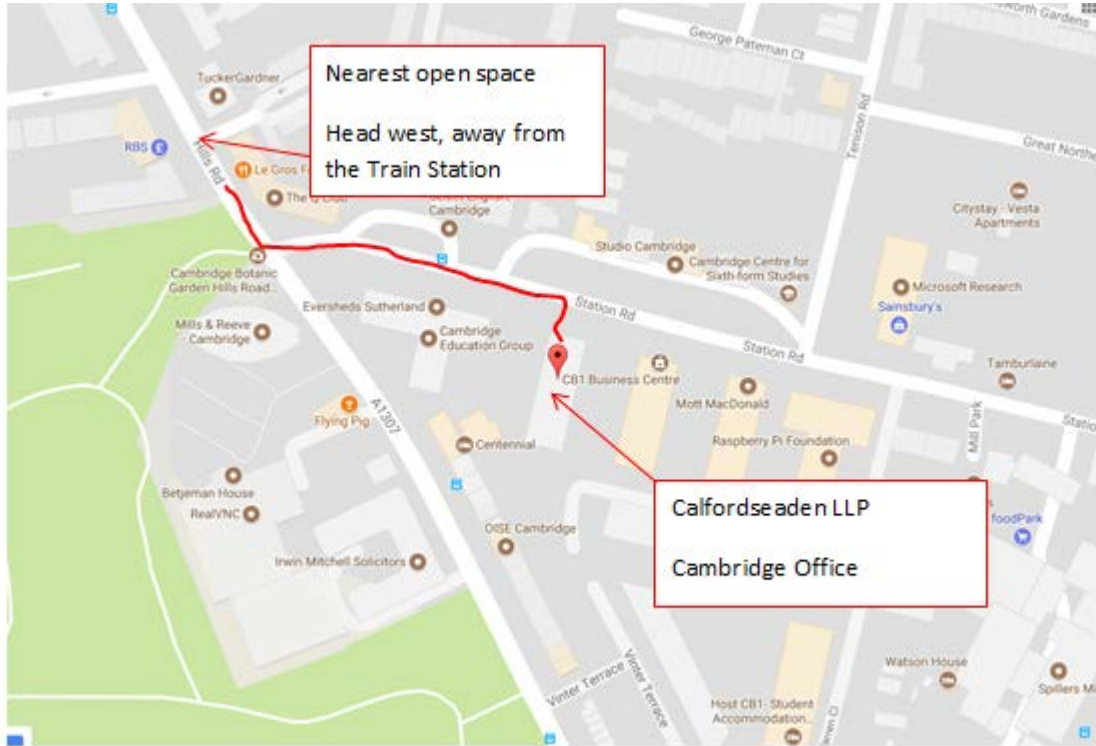 worth Gardens
George Pateman Ct
Nearest open space
Head west, away from
the Train Station
TuckerGardner
RBS
Hills Rd
Le Gros F
The
Cambridge
Tenison Rd
Great Northe
Citystay - Vesta
Apartments
Studio Cambridge
Cambridge Centre for
Sixth-form Studies
Microsoft Research
Sainsbury's
Cambridge Botanic
Garden Hills Road...
Eversheds Sutherland
Station Rd
Station Rd
Mills & Reeve
Cambridge
Cambridge
Education Group
CB1 Business Centre
Tamburlaine
Mott MacDonald
Flying Pig
A1307
Statio
Mill Park
Centennial
Raspberry Pi Foundation
Betjeman House
RealVNC
Calfordseaden LLP
Cambridge Office
s
foodPark
OISE Cambridge
Irwin Mitchell Solicitors
Vinter Terrace
Vinter Terrace
Watson House
Spillers Mi
Host CB1- Student
Accommodation...
own Cl